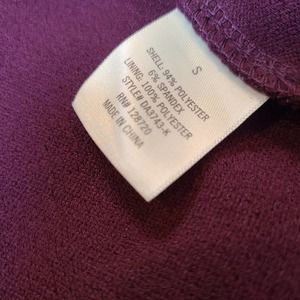 S
SHELL: 94% POLYESTER
6% SPANDEX
LINING: 100% POLYESTER
STYLE# DA3743-K
RN# 128720
MADE IN CHINA